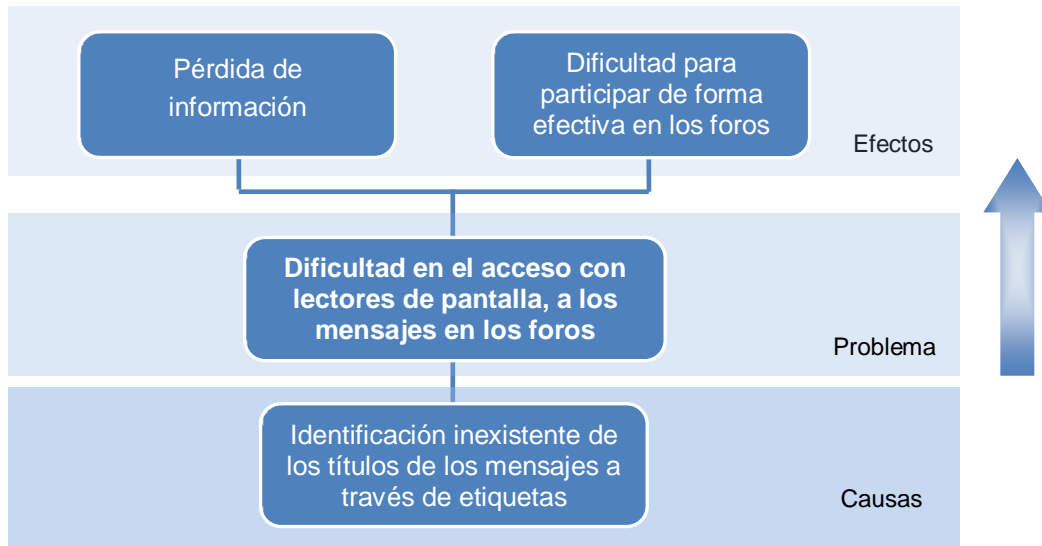 Pérdida de
información
Dificultad para
participar de forma
efectiva en los foros
Efectos
Dificultad en el acceso con
lectores de pantalla, a los
mensajes en los foros
Problema
Identificación inexistente de
los títulos de los mensajes a
través de etiquetas
Causas